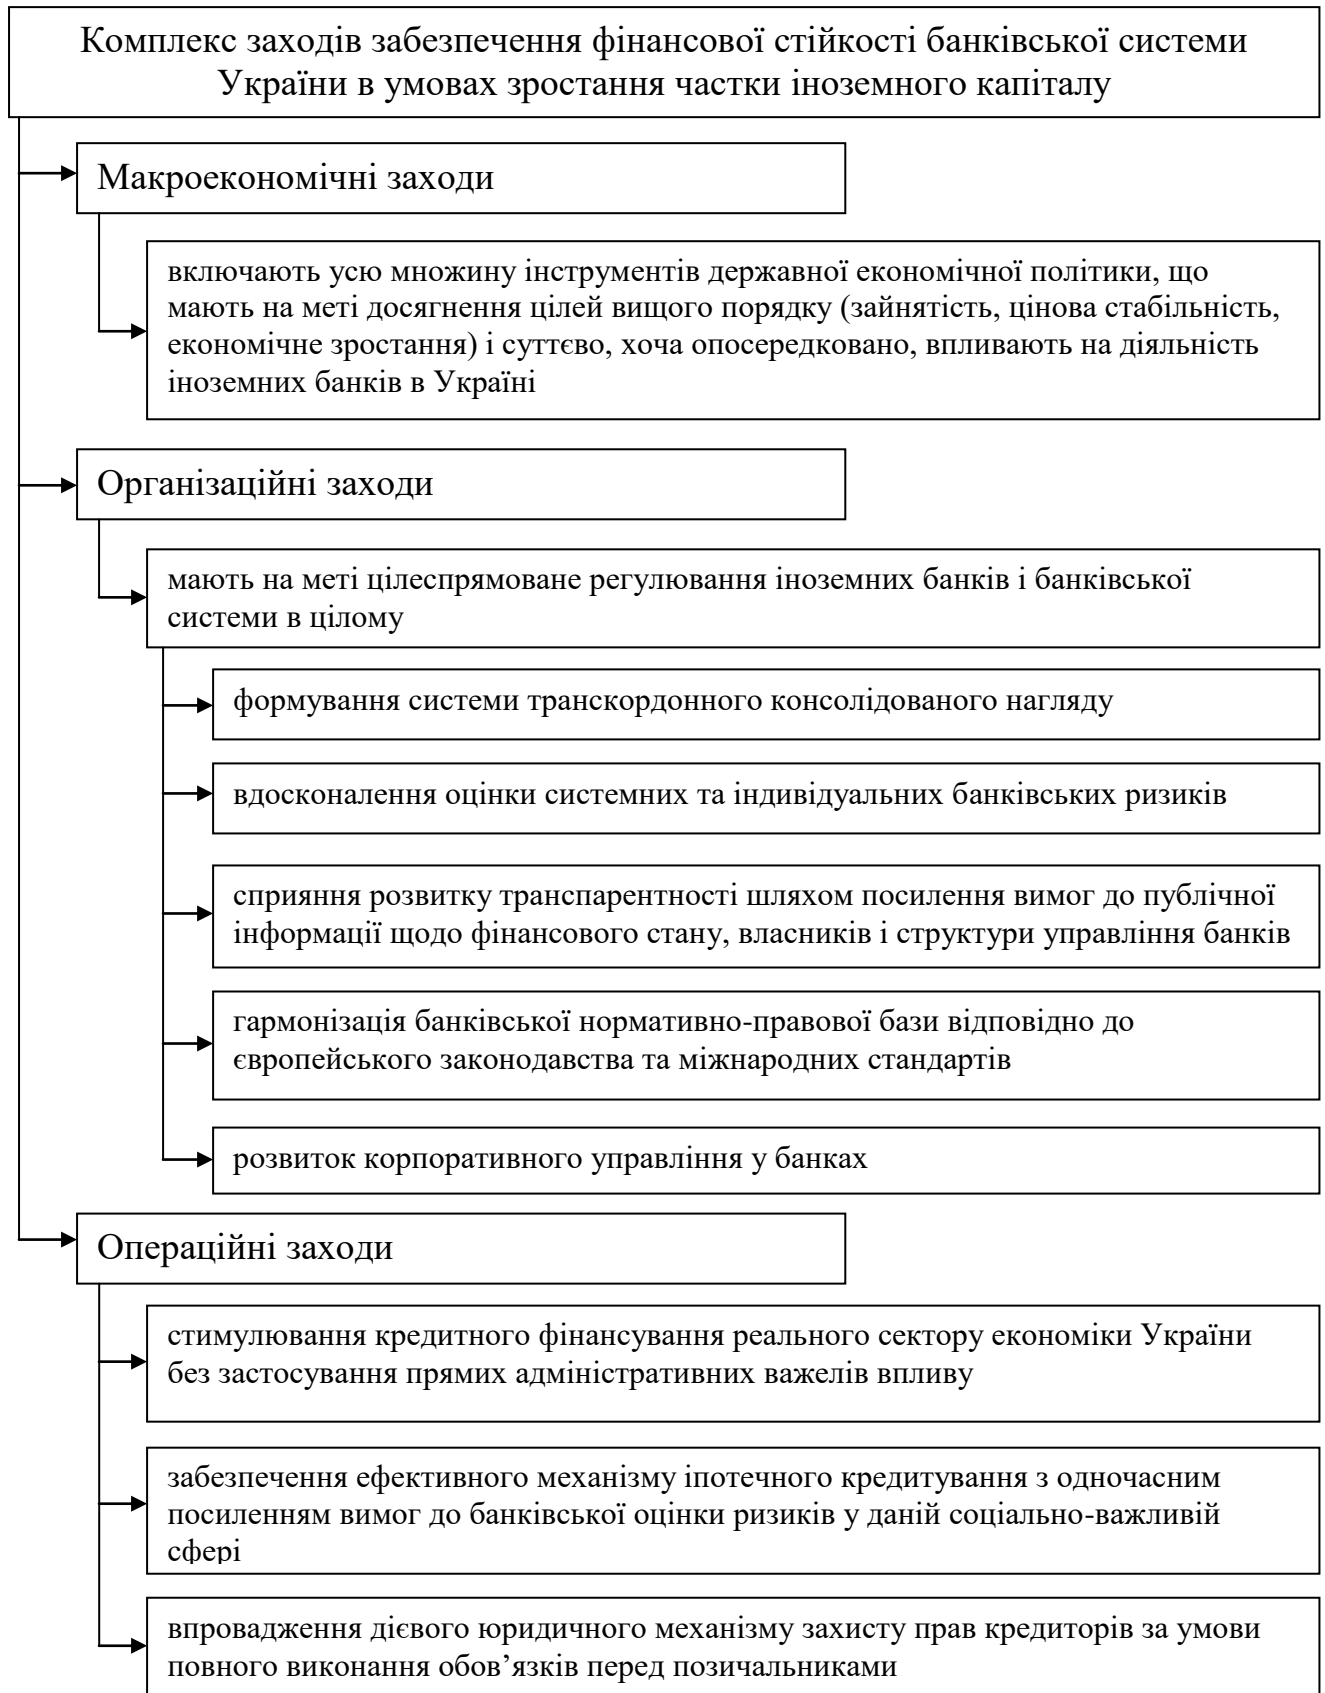 Комплекс заходів забезпечення фінансової стійкості банківської системи
України в умовах зростання частки іноземного капіталу
Макроекономічні заходи
включають усю множину інструментів державної економічної політики, що
мають на меті досягнення цілей вищого порядку (зайнятість, цінова стабільність,
економічне зростання) і суттєво, хоча опосередковано, впливають на діяльність
іноземних банків в Україні
Організаційні заходи
мають на меті цілеспрямоване регулювання іноземних банків і банківської
системи в цілому
формування системи транскордонного консолідованого нагляду
вдосконалення оцінки системних та індивідуальних банківських ризиків
сприяння розвитку транспарентності шляхом посилення вимог до публічної
інформації щодо фінансового стану, власників і структури управління банків
гармонізація банківської нормативно-правової бази відповідно до
європейського законодавства та міжнародних стандартів
розвиток корпоративного управління у банках
Операційні заходи
стимулювання кредитного фінансування реального сектору економіки України
без застосування прямих адміністративних важелів впливу
забезпечення ефективного механізму іпотечного кредитування з одночасним
посиленням вимог до банківської оцінки ризиків у даній соціально-важливій
сфері
впровадження дієвого юридичного механізму захисту прав кредиторів за умови
повного виконання обов’язків перед позичальниками